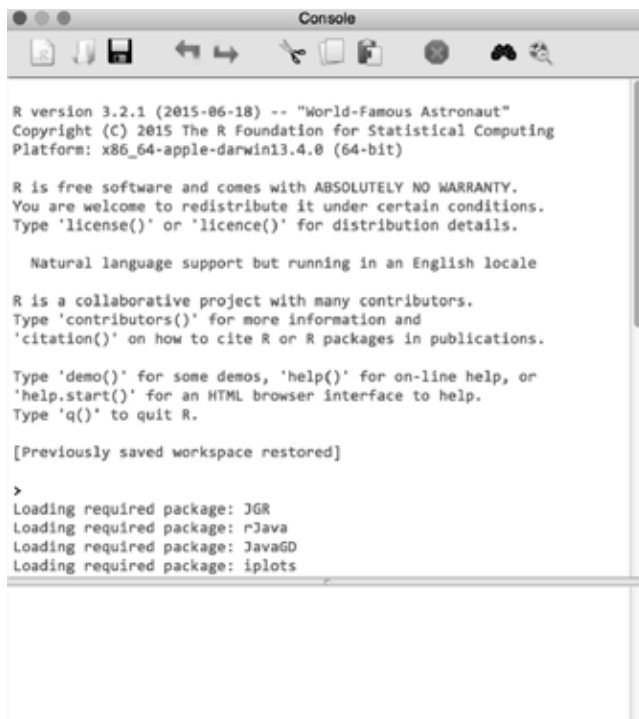 Console
R version 3.2.1 (2015-06-18) -- "World-Famous Astronaut"
Copyright (C) 2015 The R Foundation for Statistical Computing
Platform: x86_64-apple-darwin13.4.0 (64-bit)
R is free software and comes with ABSOLUTELY NO WARRANTY.
You are welcome to redistribute it under certain conditions.
Type 'license()' or 'licence()' for distribution details.
Natural language support but running in an English locale
R is a collaborative project with many contributors.
Type 'contributors()' for more information and
'citation()' on how to cite R or R packages in publications.
Type 'demo()' for some demos, 'help()' for on-line help, or
'help.start()' for an HTML browser interface to help.
Type 'q()' to quit R.
[Previously saved workspace restored]
>
Loading required package: JGR
Loading required package: rJava
Loading required package: JavaGD
Loading required package: iplots